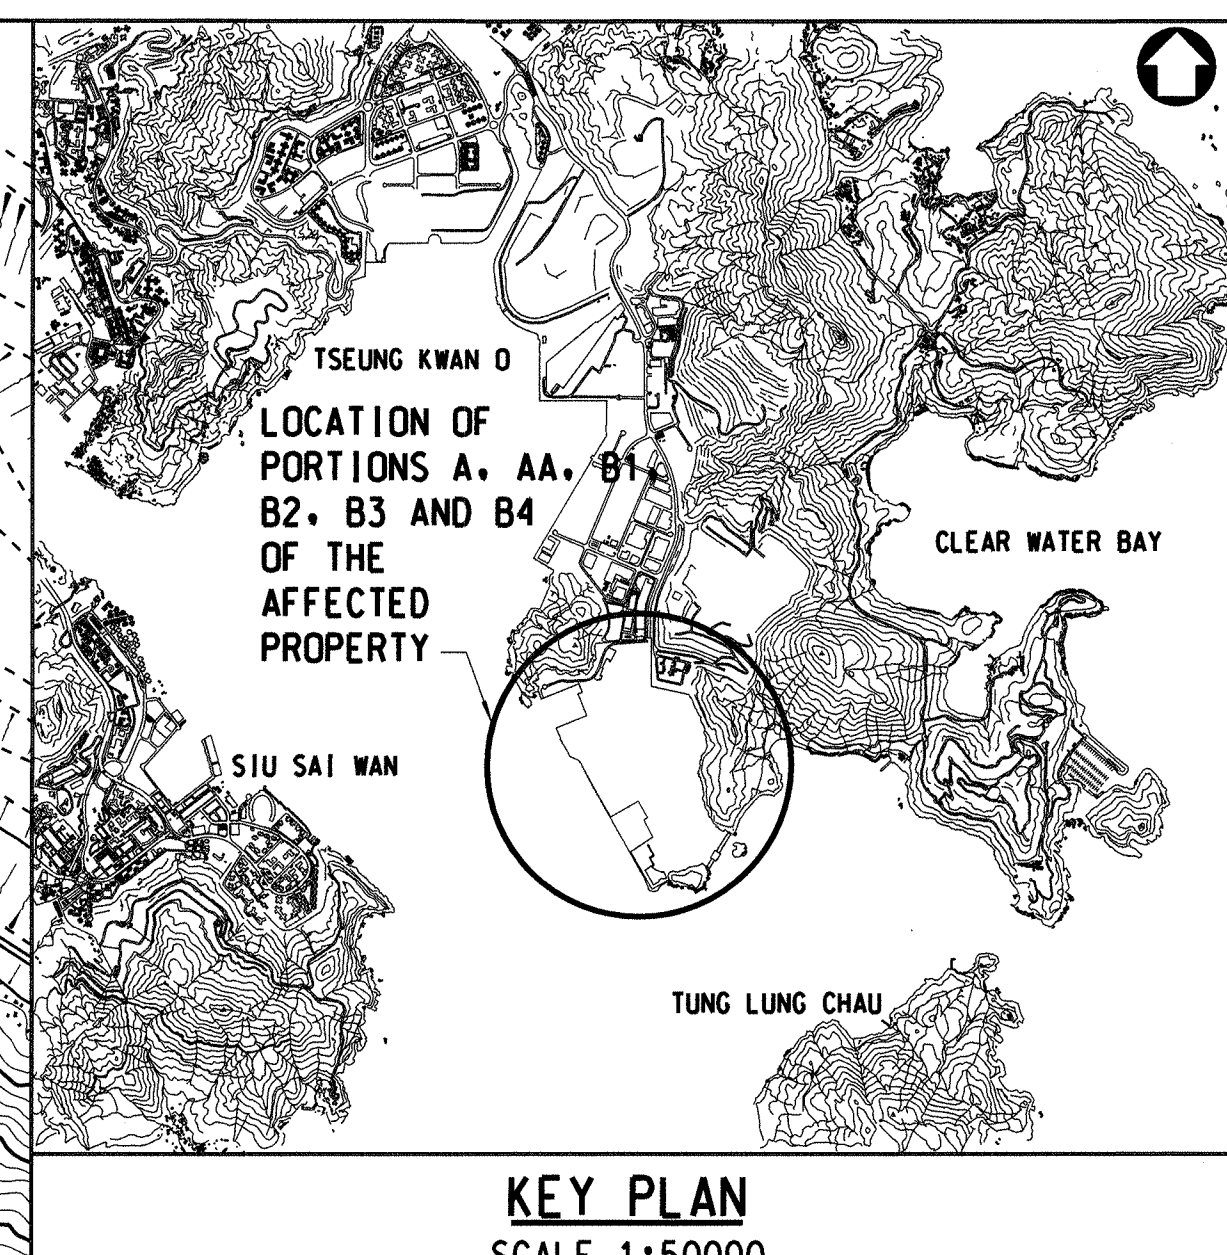 TSEUNG KWAN O
LOCATION OF
PORTIONS A, AA, B1,
B2, B3 AND B4
OF THE
AFFECTED
PROPERTY
CLEAR WATER BAY
SIU SAI WAN
TUNG LUNG CHAU
KEY PLAN
SCALE 1:50000